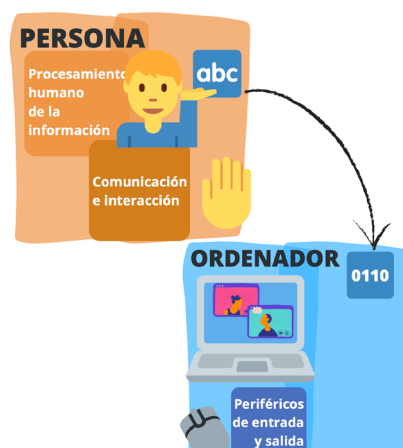 PERSONA
Procesamiento
humano
de la
información
abc
Comunicación
e interacción
ORDENADOR
0110
Periféricos
de entrada
y salida